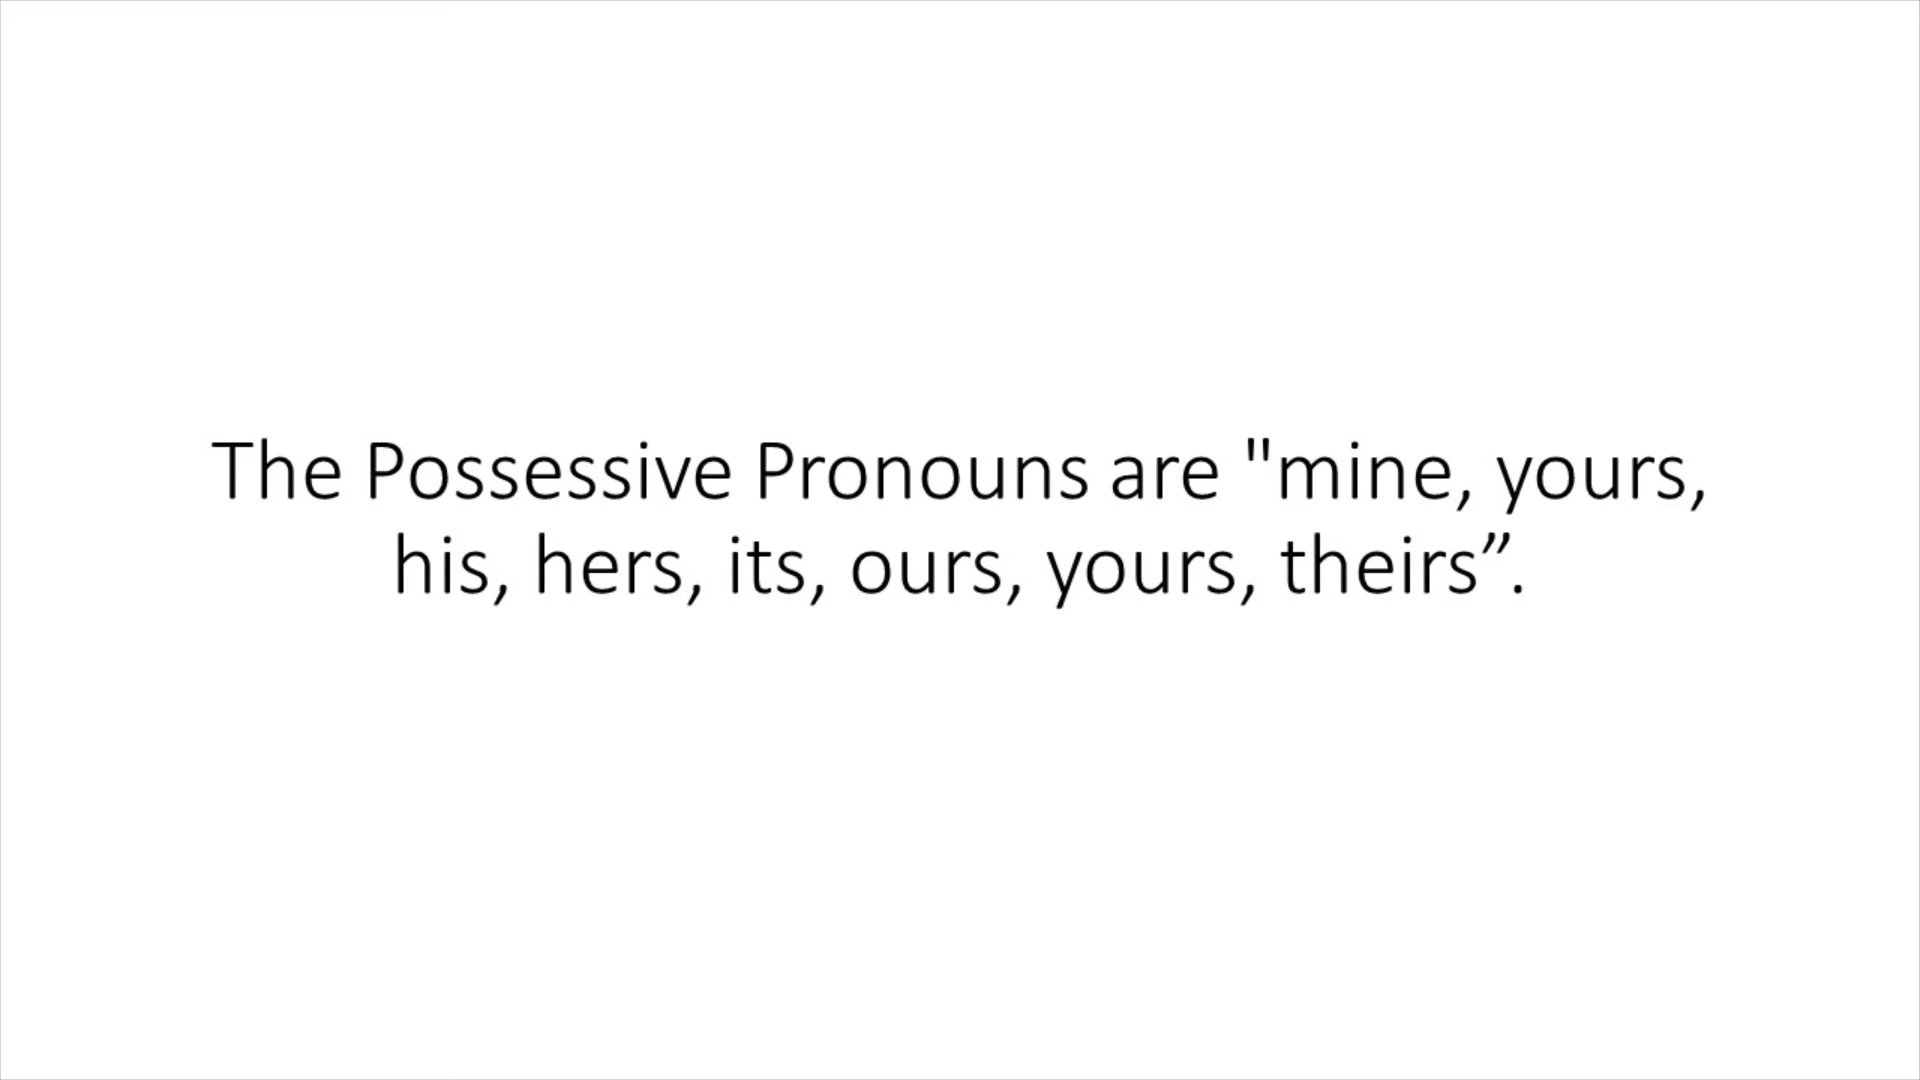 The Possessive Pronouns are "mine, yours,
his, hers, its, ours, yours, theirs”.